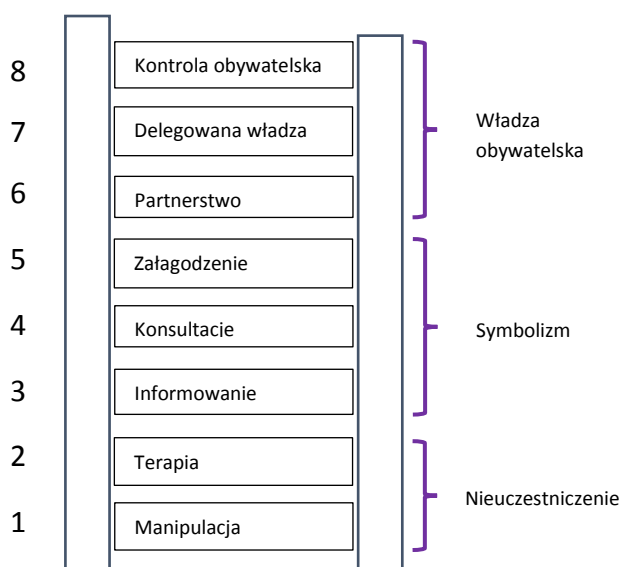 8 Kontrola obywatelska
7 Delegowana władza
Władza
obywatelska
6 Partnerstwo
5 Załagodzenie
4 Konsultacie
Symbolizm
3 Informowanie
2 Terapia
Nieuczestniczenie
1 Manipulacja